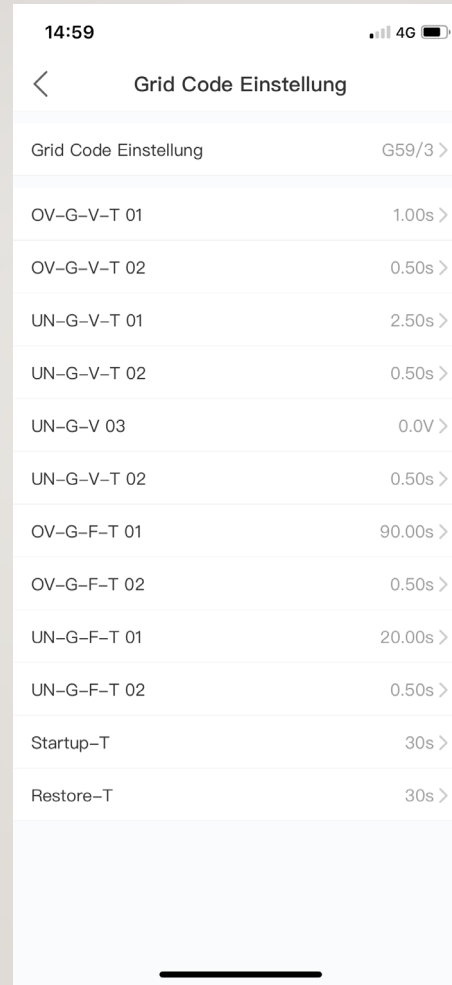 14:59
4G
Grid Code Einstellung
Grid Code Einstellung G59/3
OV-G-V-T 01 1.00s
OV-G-V-T 02 0.50s
UN-G-V-T 01 2.50s
UN-G-V-T 02 0.50s
UN-G-V 03 0.0V
UN-G-V-T 02 0.50s
OV-G-F-T 01 90.00s
OV-G-F-T 02 0.50s
UN-G-F-T 01 20.00s
UN-G-F-T 02 0.50s
Startup-T 30s
Restore-T 30s